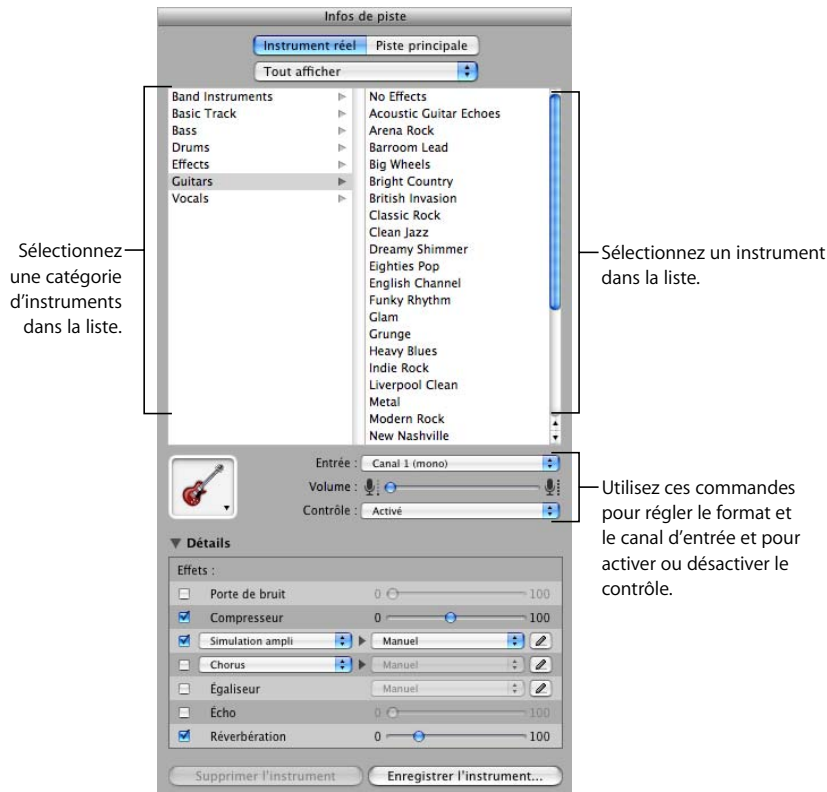 Infos de piste
Instrument réel Piste principale
Tout afficher
Band Instruments
Basic Track
Bass
Drums
Effects
Guitars
Vocals
No Effects
Acoustic Guitar Echoes
Arena Rock
Barroom Lead
Big Wheels
Bright Country
British Invasion
Classic Rock
Clean Jazz
Dreamy Shimmer
Eighties Pop
English Channel
Funky Rhythm
Glam
Grunge
Heavy Blues
Indie Rock
Liverpool Clean
Metal
Modern Rock
New Nashville
Sélectionnez
une catégorie
d’instruments
dans la liste.
Sélectionnez un instrument
dans la liste.
Entrée : Canal 1 (mono)
Volume :
Contrôle : Activé
Utilisez ces commandes
pour régler le format et
le canal d’entrée et pour
activer ou désactiver le
contrôle.
Détails
Effets :
Porte de bruit 0 100
Compresseur 0 100
Simulation ampli Manuel
Chorus Manuel
Égaliseur Manuel
Écho 0 100
Réverbération 0 100
Supprimer l'instrument Enregistrer l'instrument...